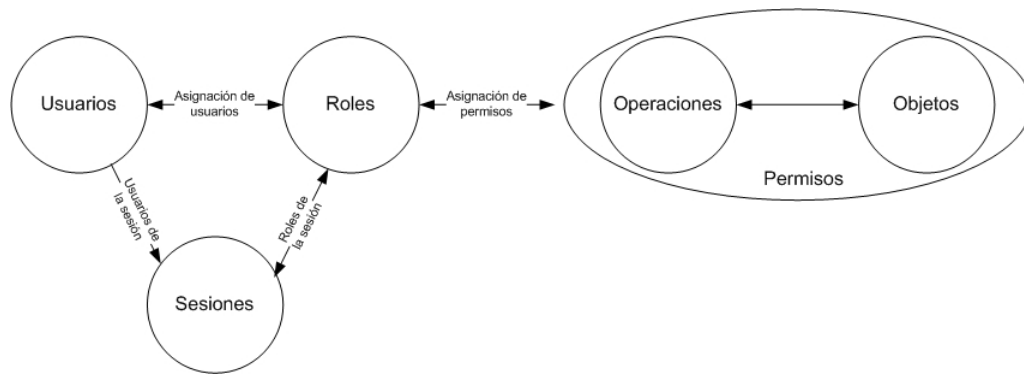 Usuarios
Asignación de
usuarios
Roles
Asignación de
permisos
Operaciones
Objetos
Permisos
Usuarios de
la sesión
Roles de
la sesión
Sesiones